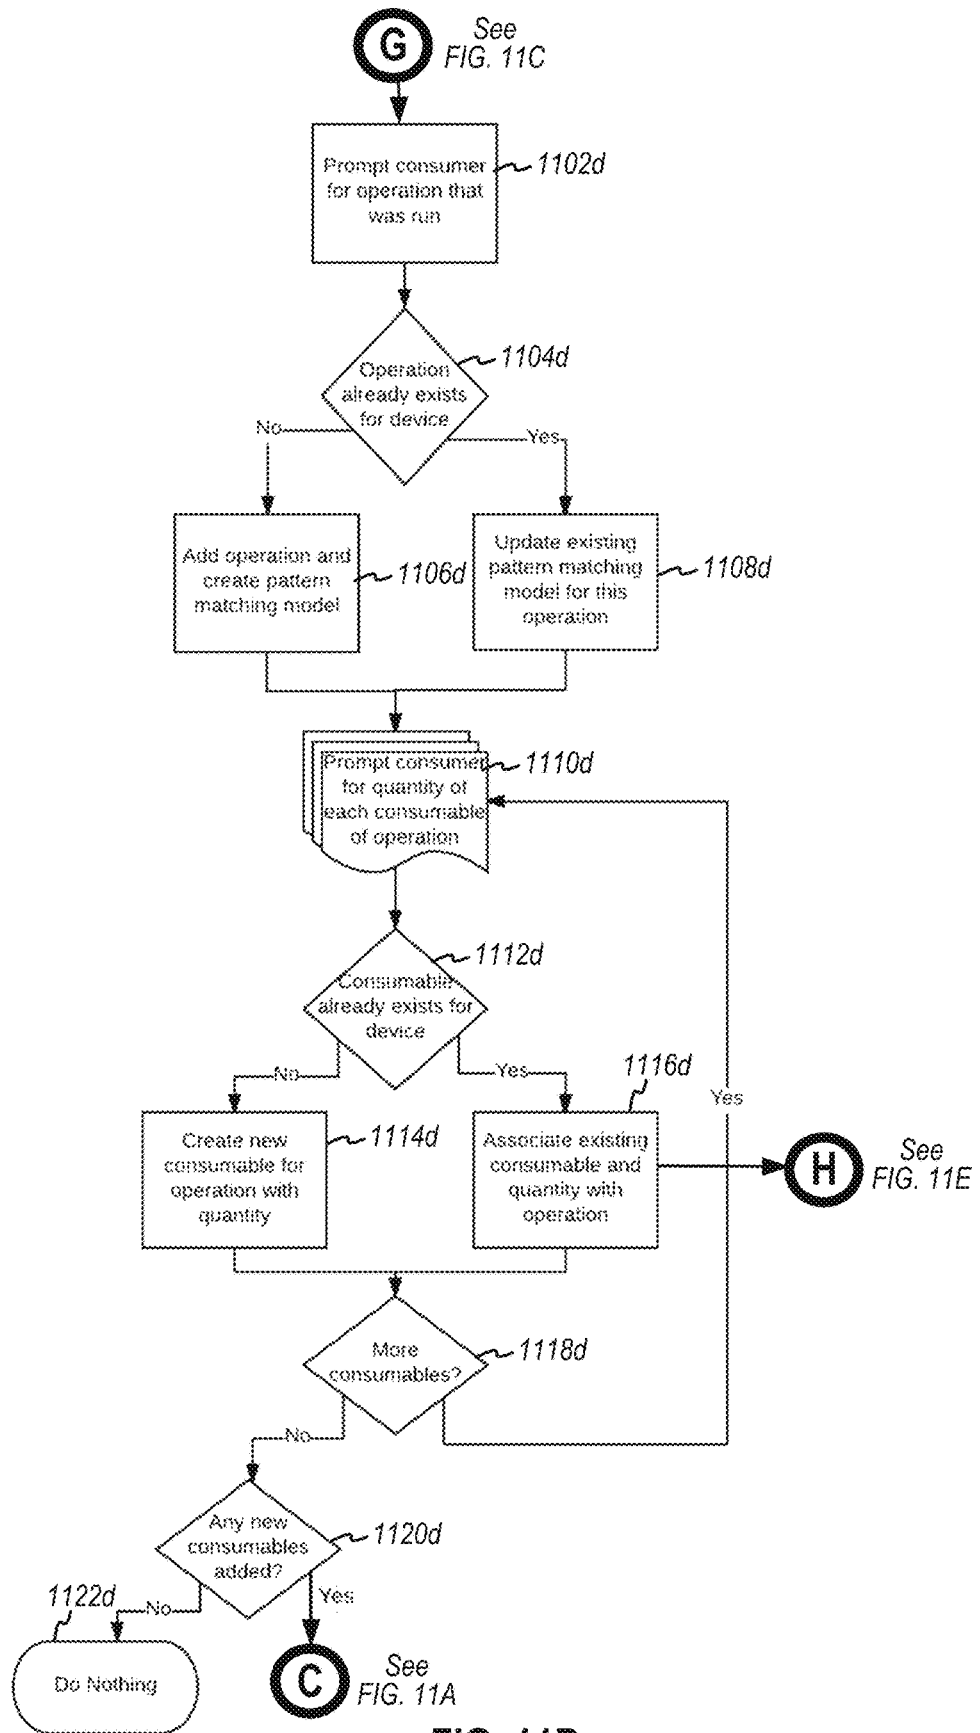 G
See
FIG. 11C
Prompt consumer
for operation that
was run
1102d
Operation
already exists
for device
1104d
No
Yes
Add operation and
create pattern
matching model
1106d
Update existing
pattern matching
model for this
operation
1108d
Prompt consumer
for quantity of
each consumable
of operation
1110d
Consumable
already exists for
device
1112d
No
Yes
1116d
Yes
Create new
consumable for
operation with
quantity
1114d
Associate existing
consumable and
quantity with
operation
H
See
FIG. 11E
More
consumables?
1118d
No
Any new
consumables
added?
1120d
1122d
No
Yes
Do Nothing
C
See
FIG. 11A